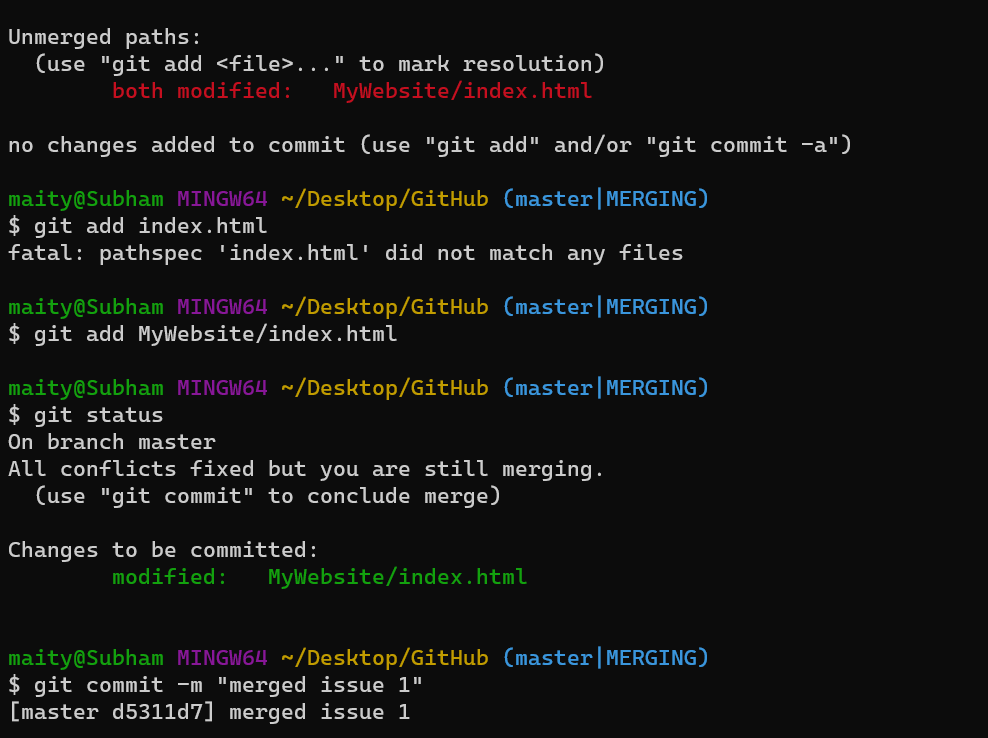 Unmerged paths:
  (use "git add <file>..." to mark resolution)
        both modified:   MyWebsite/index.html
no changes added to commit (use "git add" and/or "git commit -a")
maity@Subham MINGW64 ~/Desktop/GitHub (master|MERGING)
$ git add index.html
fatal: pathspec 'index.html' did not match any files
maity@Subham MINGW64 ~/Desktop/GitHub (master|MERGING)
$ git add MyWebsite/index.html
maity@Subham MINGW64 ~/Desktop/GitHub (master|MERGING)
$ git status
On branch master
All conflicts fixed but you are still merging.
  (use "git commit" to conclude merge)
Changes to be committed:
        modified:   MyWebsite/index.html
maity@Subham MINGW64 ~/Desktop/GitHub (master|MERGING)
$ git commit -m "merged issue 1"
[master d5311d7] merged issue 1